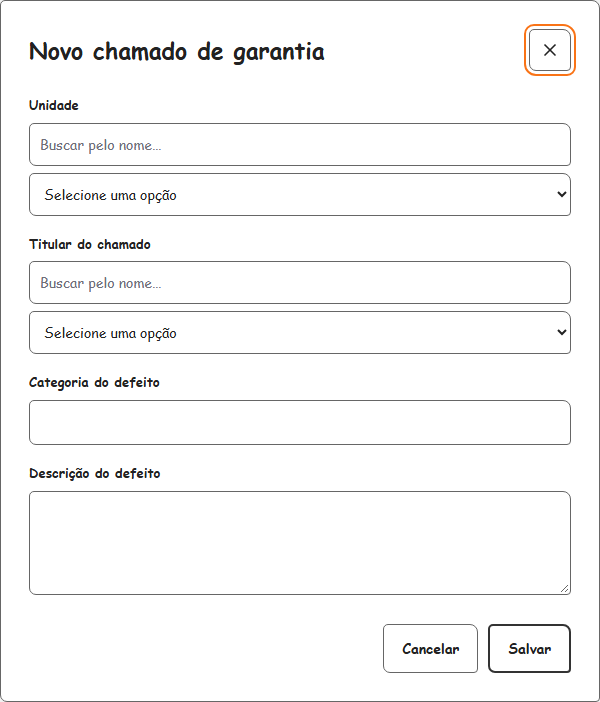 Novo chamado de garantia
Unidade
Buscar pelo nome...
Selecione uma opção
Titular do chamado
Buscar pelo nome...
Selecione uma opção
Categoria do defeito
Descrição do defeito
Cancelar
Salvar